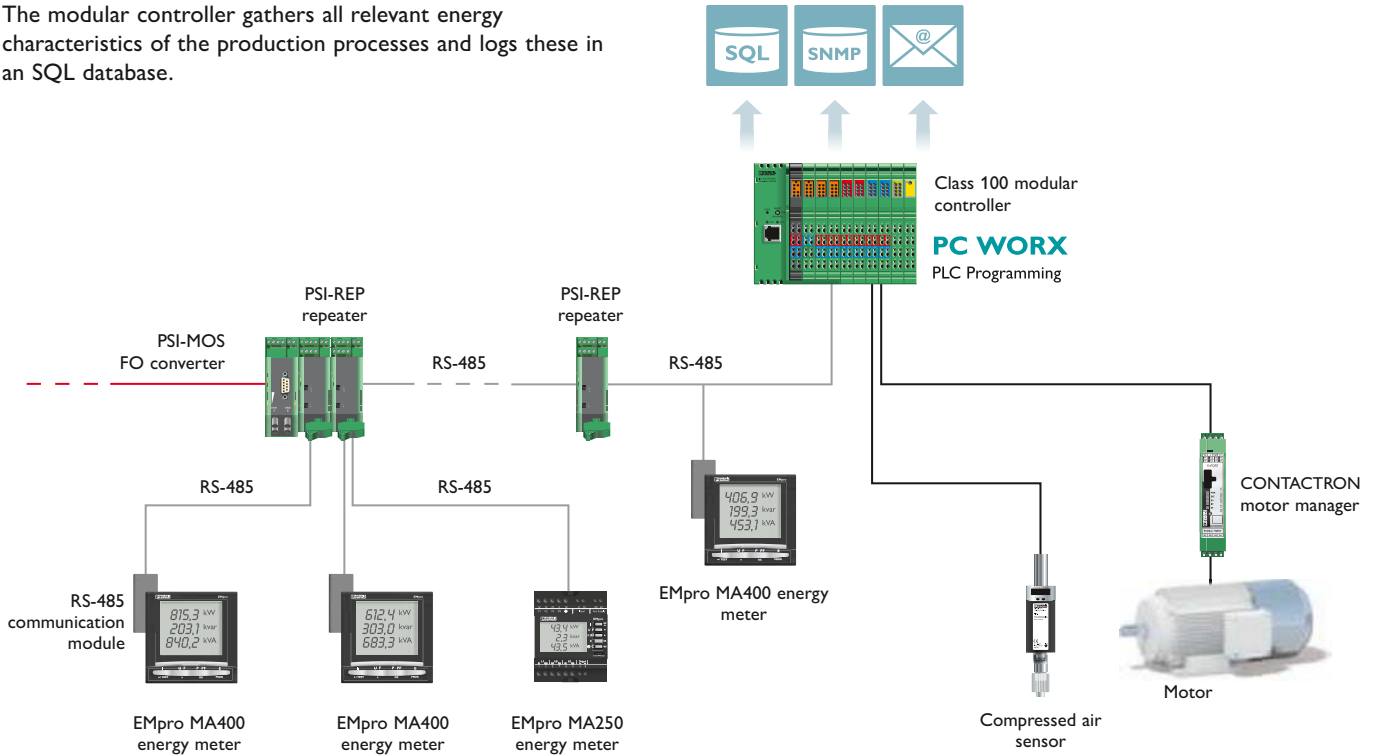 The modular controller gathers all relevant energy
characteristics of the production processes and logs these in
an SQL database.
SQL
SNMP
@
Class 100 modular
controller
PC WORX
PLC Programming
PSI-REP
repeater
PSI-REP
repeater
PSI-MOS
FO converter
RS-485
RS-485
RS-485
RS-485
406,9 kW
199,3 kvar
453,1 kVA
CONTACTRON
motor manager
EMpro MA400 energy
meter
RS-485
communication
module
815,3 kW
203,1 kvar
840,2 kVA
612,4 kW
303,0 kvar
683,3 kVA
43,4 kW
2,3 kvar
43,5 kVA
Motor
EMpro MA400
energy meter
EMpro MA400
energy meter
EMpro MA250
energy meter
Compressed air
sensor